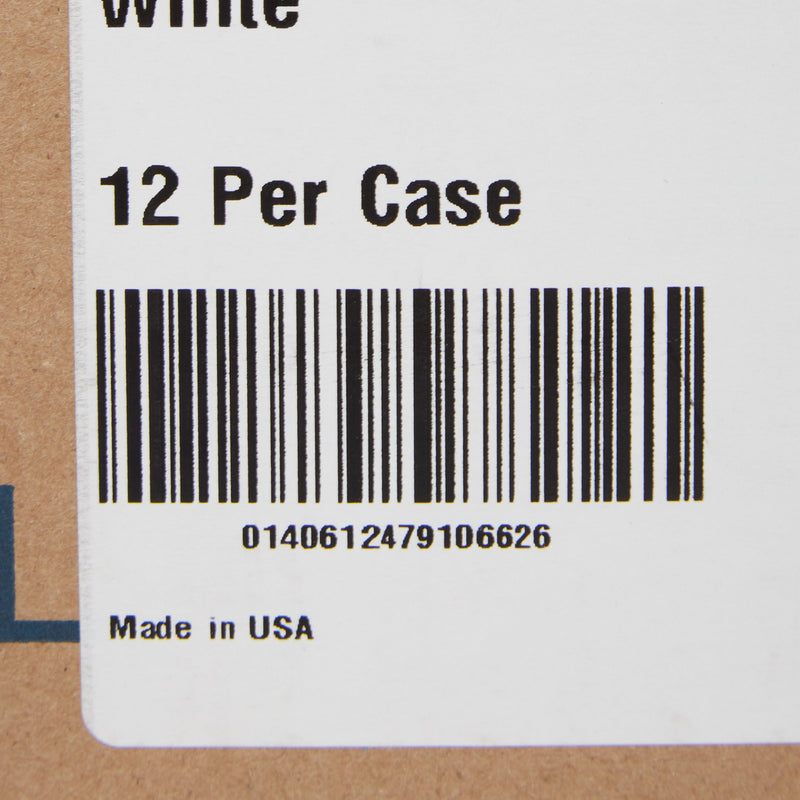 White
12 Per Case
0140612479106626
Made in USA